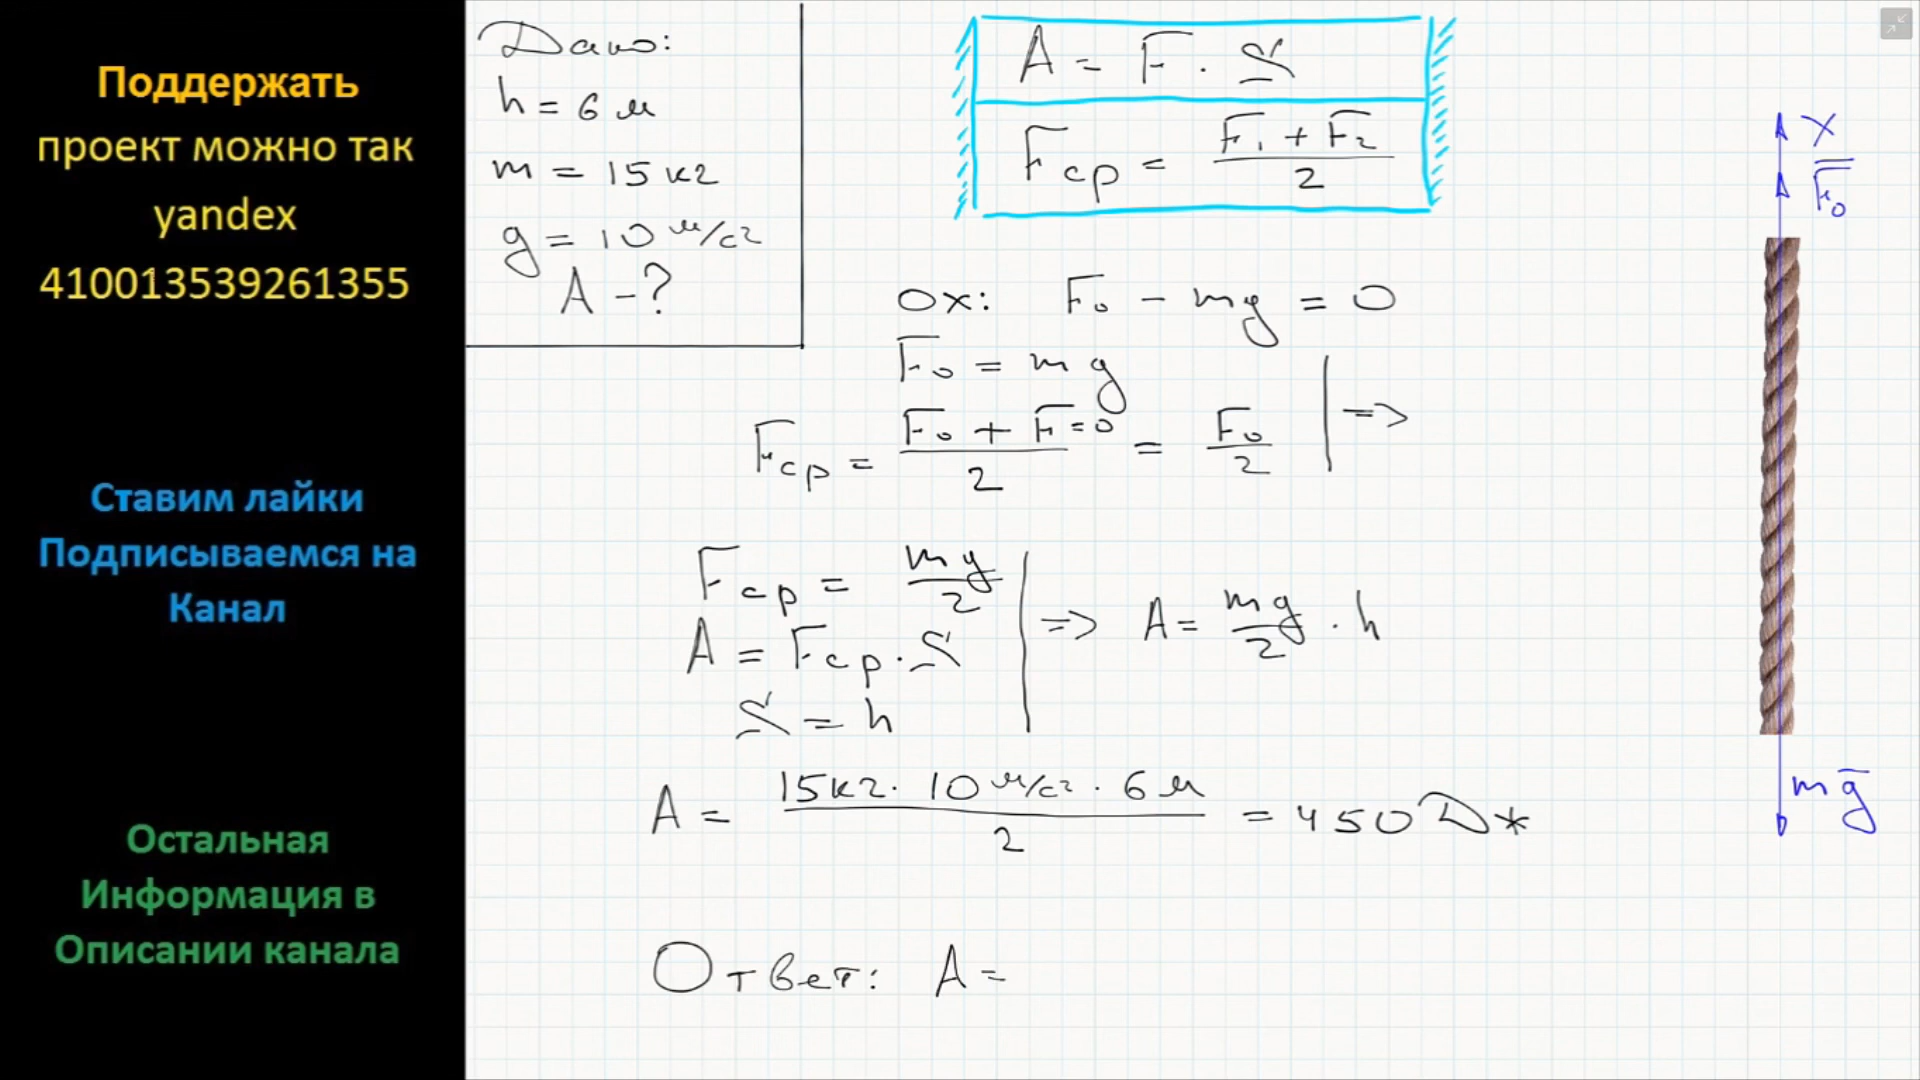 Поддержать
проект можно так
yandex
410013539261355
Ставим лайки
Подписываемся на
Канал
Остальная
Информация в
Описании канала
Дано:
h = 6 м
m = 15 кг
g = 10 м/с²
A - ?
A = F · S
Fср = (F₁ + F₂)/2
Ox: F₀ - mg = 0
F₀ = mg
Fср = (F₀ + F=0)/2 = F₀/2 | =>
Fср = mg/2
A = Fср · S | => A = mg/2 · h
S = h
A = (15кг · 10 м/с² · 6 м)/2 = 450 Дж
Ответ: A =
X
F̅₀
mg̅